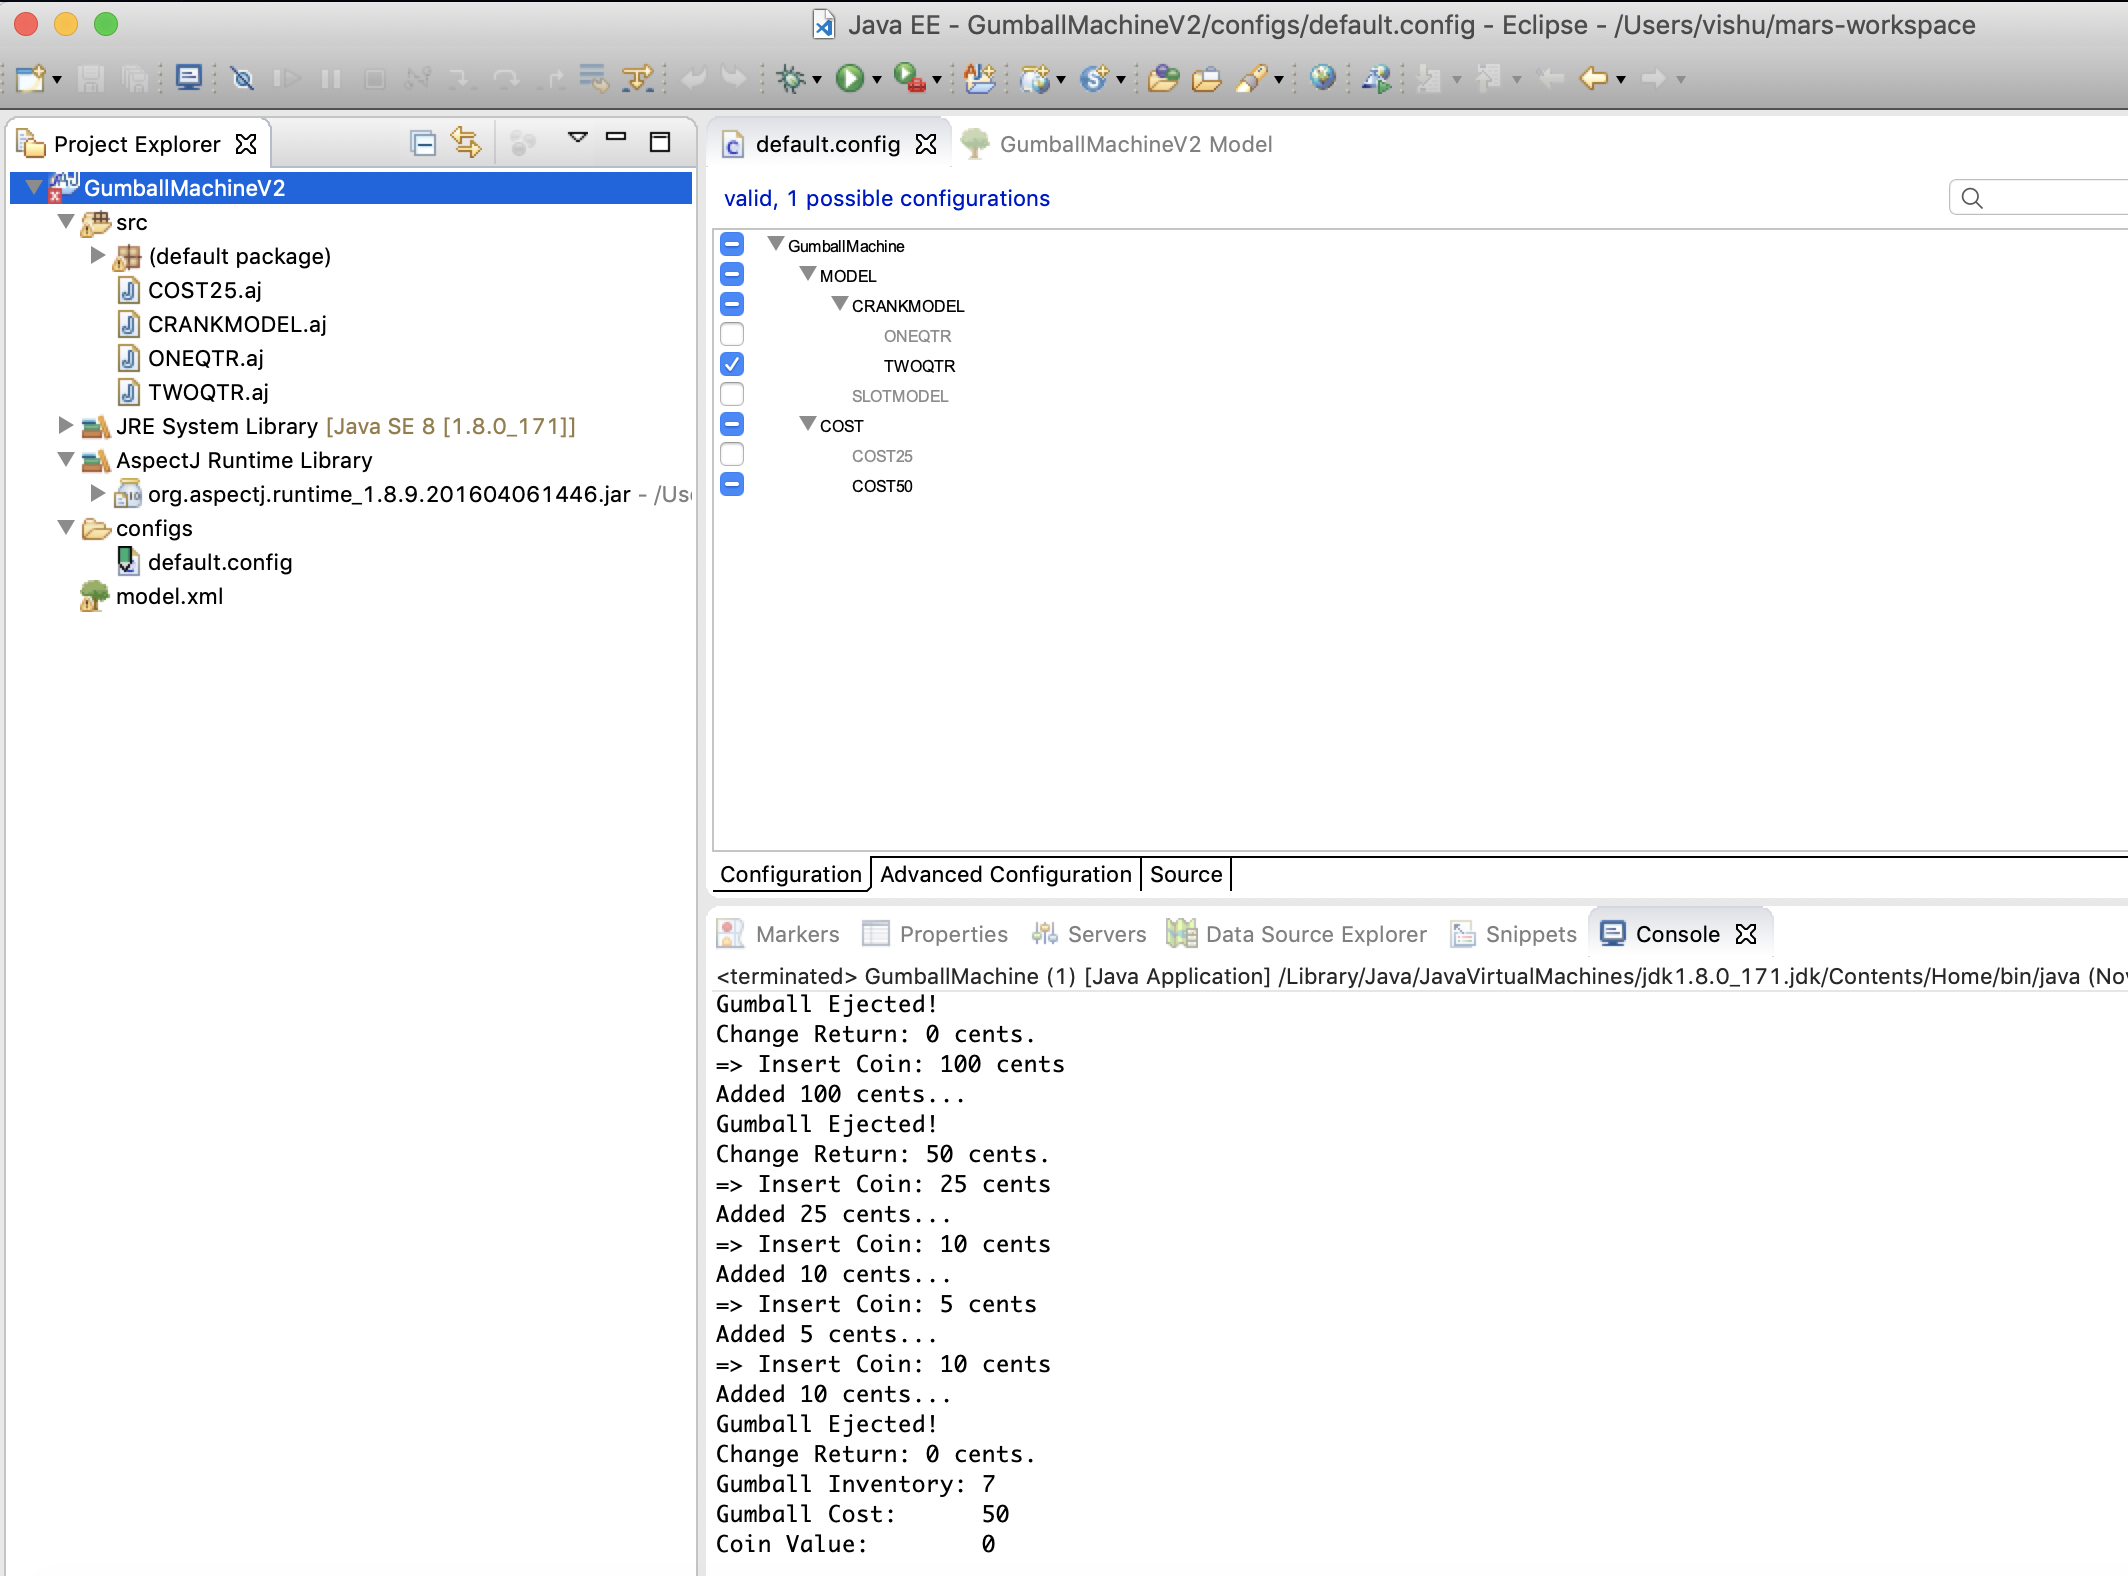 Java EE - GumballMachineV2/configs/default.config - Eclipse - /Users/vishu/mars-workspace
Project Explorer
GumballMachineV2
src
(default package)
COST25.aj
CRANKMODEL.aj
ONEQTR.aj
TWOQTR.aj
JRE System Library [Java SE 8 [1.8.0_171]]
AspectJ Runtime Library
org.aspectj.runtime_1.8.9.201604061446.jar - /Us
configs
default.config
model.xml
default.config GumballMachineV2 Model
valid, 1 possible configurations
GumballMachine
MODEL
CRANKMODEL
ONEQTR
TWOQTR
SLOTMODEL
COST
COST25
COST50
Configuration Advanced Configuration Source
Markers Properties Servers Data Source Explorer Snippets Console
<terminated> GumballMachine (1) [Java Application] /Library/Java/JavaVirtualMachines/jdk1.8.0_171.jdk/Contents/Home/bin/java (Nov
Gumball Ejected!
Change Return: 0 cents.
=> Insert Coin: 100 cents
Added 100 cents...
Gumball Ejected!
Change Return: 50 cents.
=> Insert Coin: 25 cents
Added 25 cents...
=> Insert Coin: 10 cents
Added 10 cents...
=> Insert Coin: 5 cents
Added 5 cents...
=> Insert Coin: 10 cents
Added 10 cents...
Gumball Ejected!
Change Return: 0 cents.
Gumball Inventory: 7
Gumball Cost: 50
Coin Value: 0